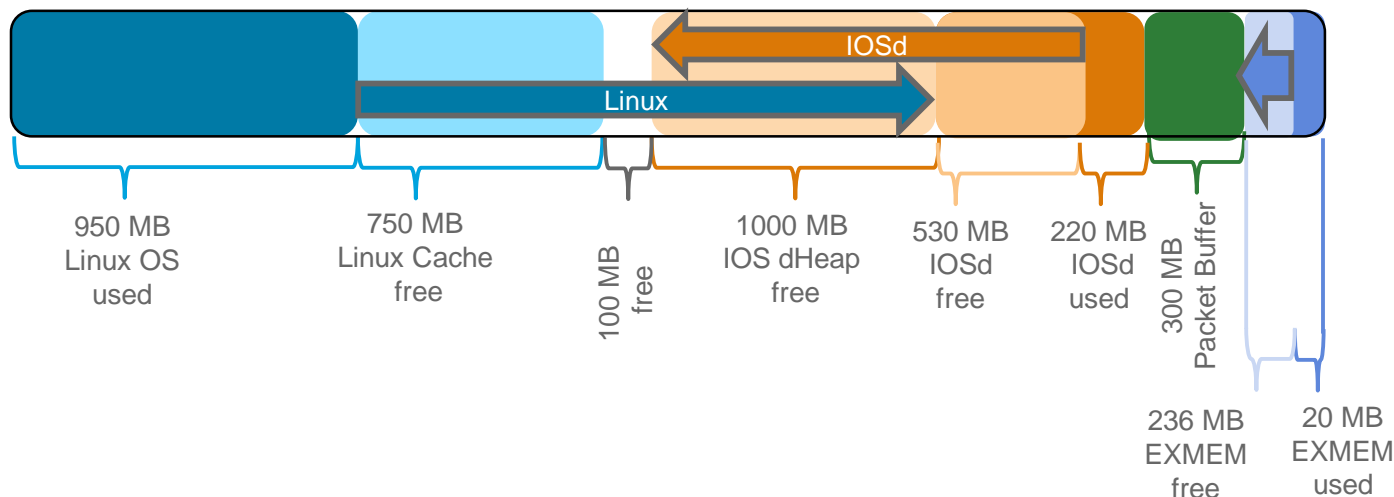 IOSd
Linux
950 MB
Linux OS
used
750 MB
Linux Cache
free
100 MB
free
1000 MB
IOS dHeap
free
530 MB
IOSd
free
220 MB
IOSd
used
300 MB
Packet Buffer
236 MB
EXMEM
free
20 MB
EXMEM
used